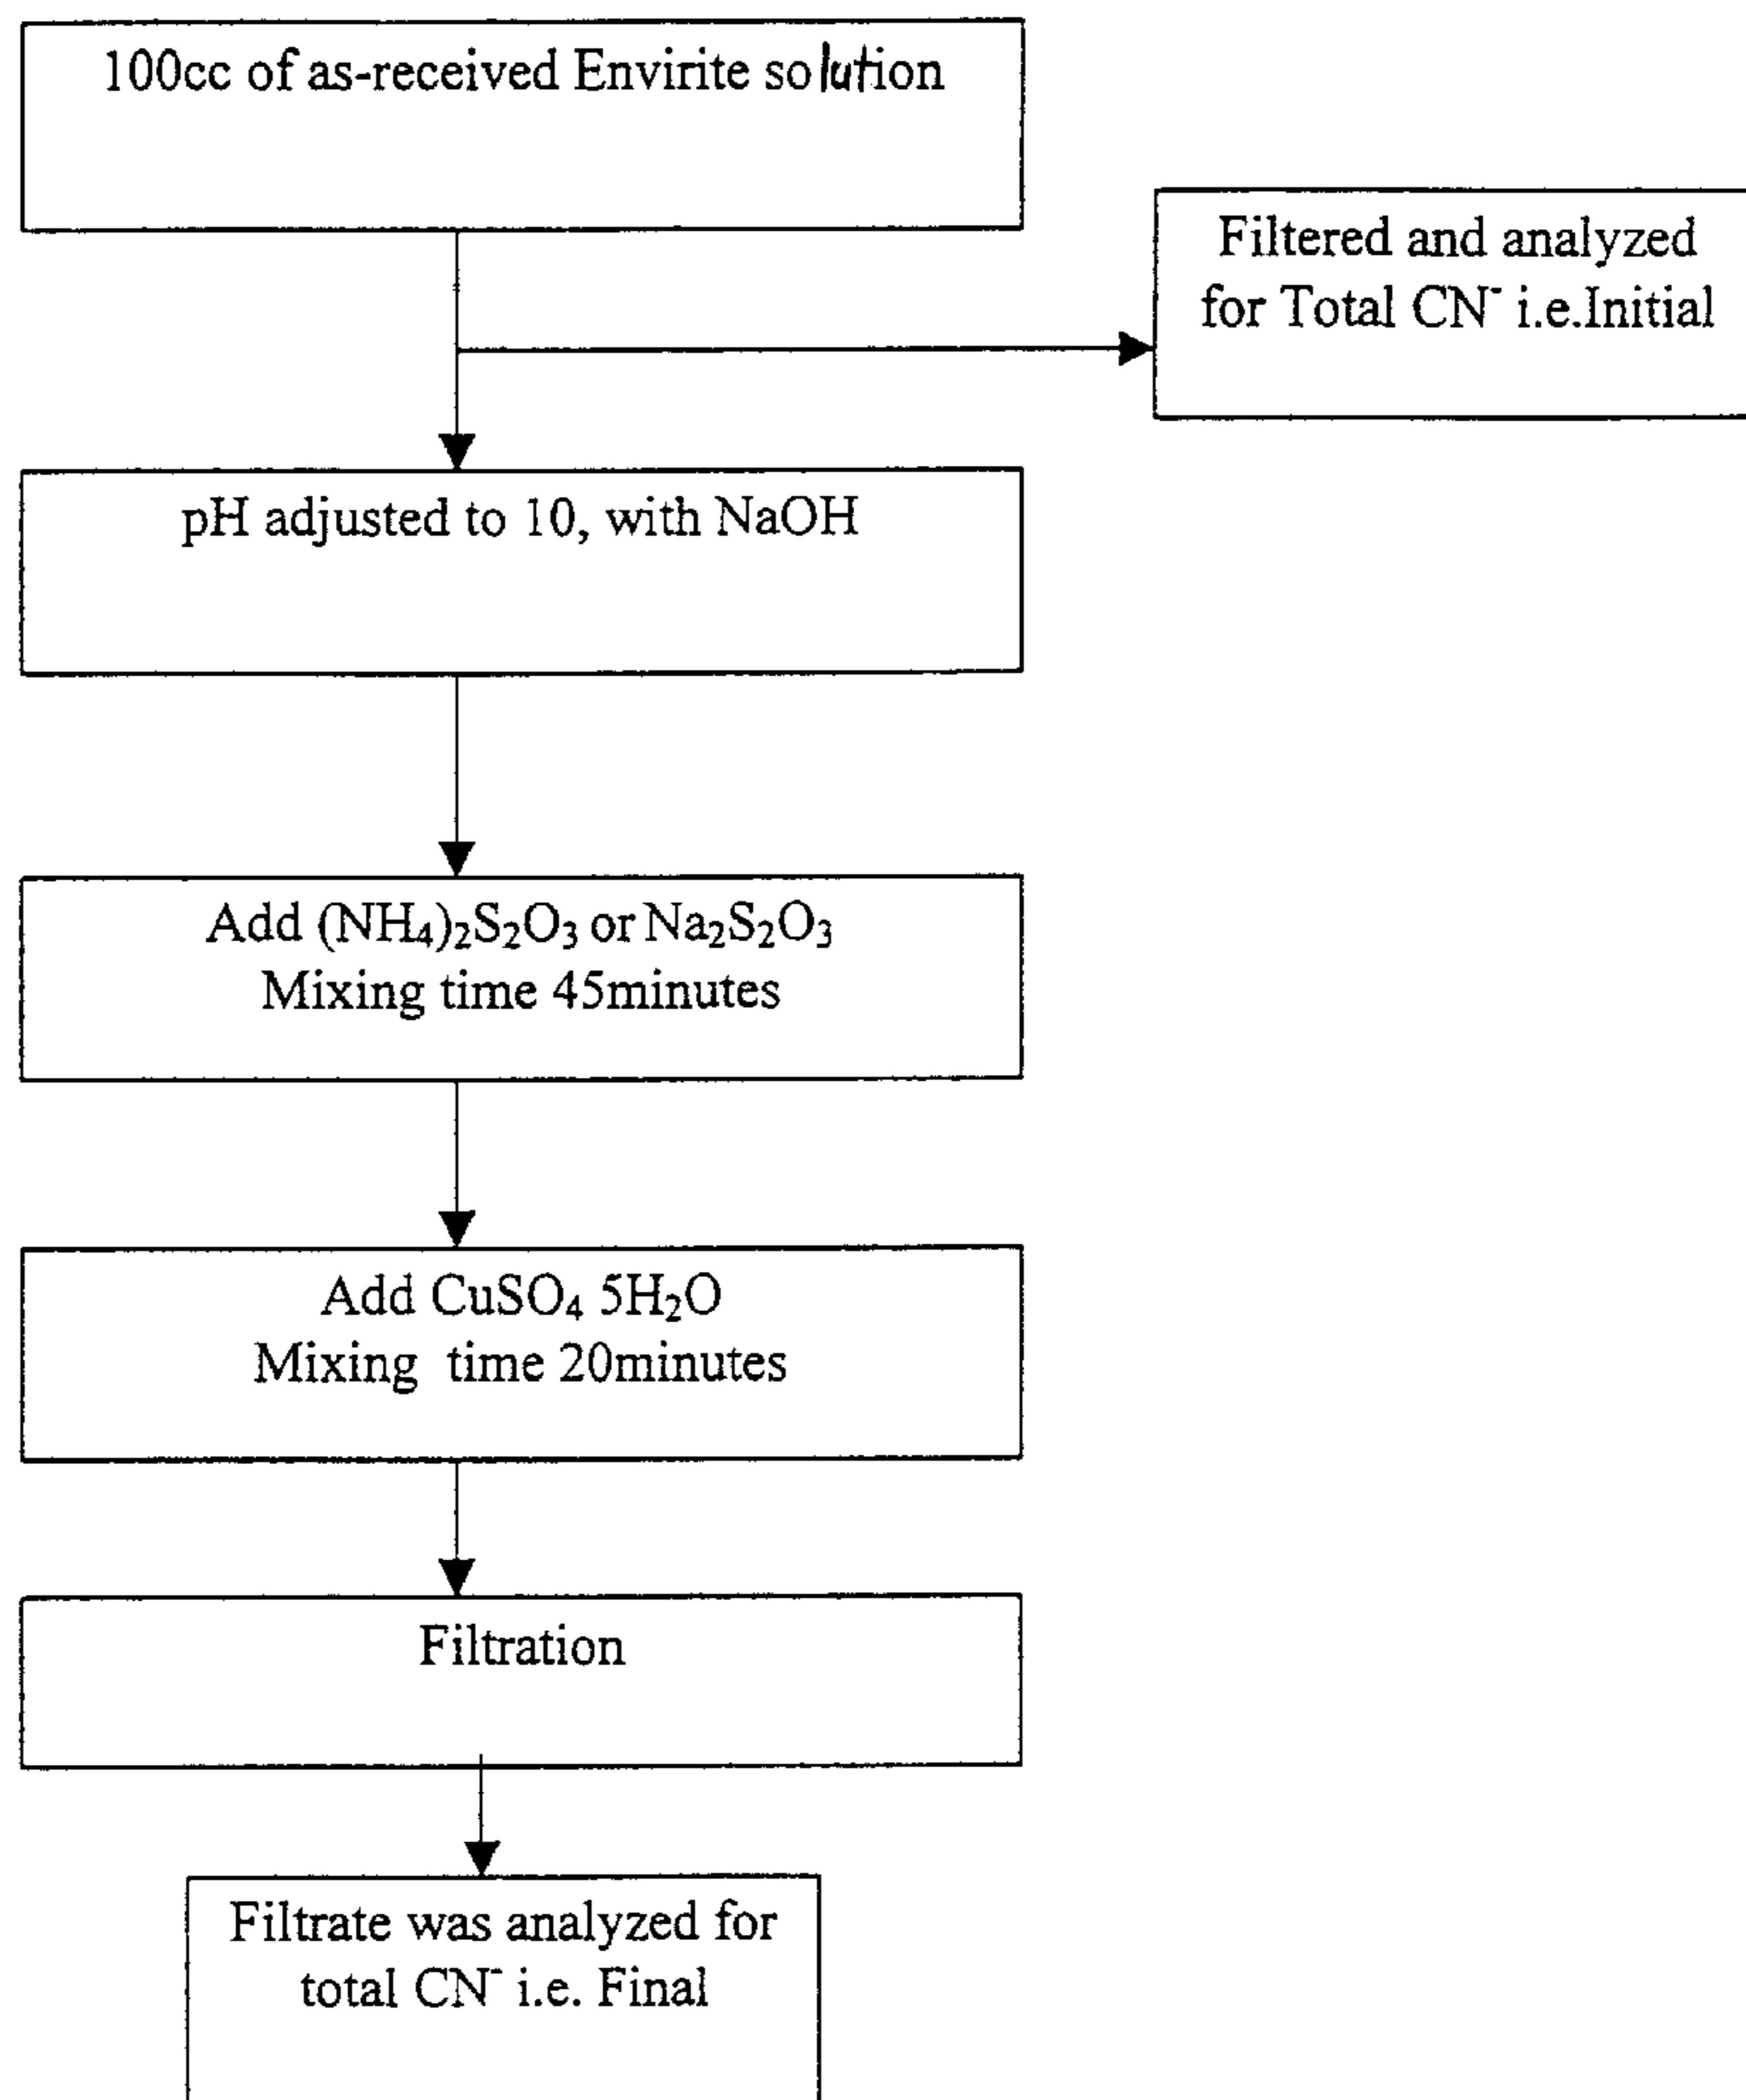 100cc of as-received Envirite solution
Filtered and analyzed
for Total CN⁻ i.e.Initial
pH adjusted to 10, with NaOH
Add (NH₄)₂S₂O₃ or Na₂S₂O₃
Mixing time 45minutes
Add CuSO₄ 5H₂O
Mixing time 20minutes
Filtration
Filtrate was analyzed for
total CN⁻ i.e. Final